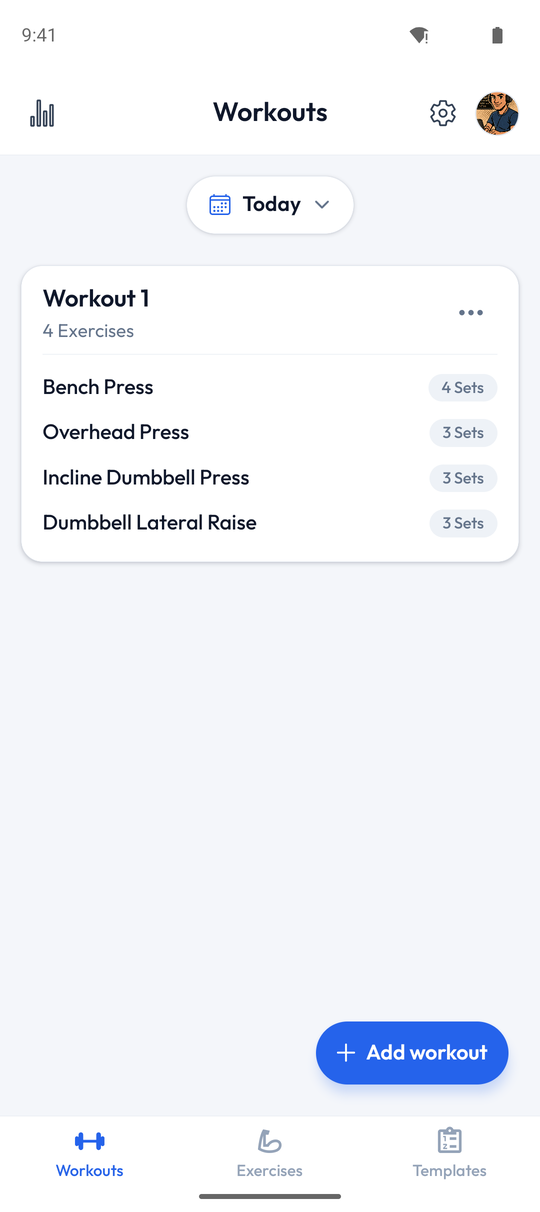 9:41
Workouts
Today
Workout 1
4 Exercises
Bench Press 4 Sets
Overhead Press 3 Sets
Incline Dumbbell Press 3 Sets
Dumbbell Lateral Raise 3 Sets
Add workout
Workouts Exercises Templates